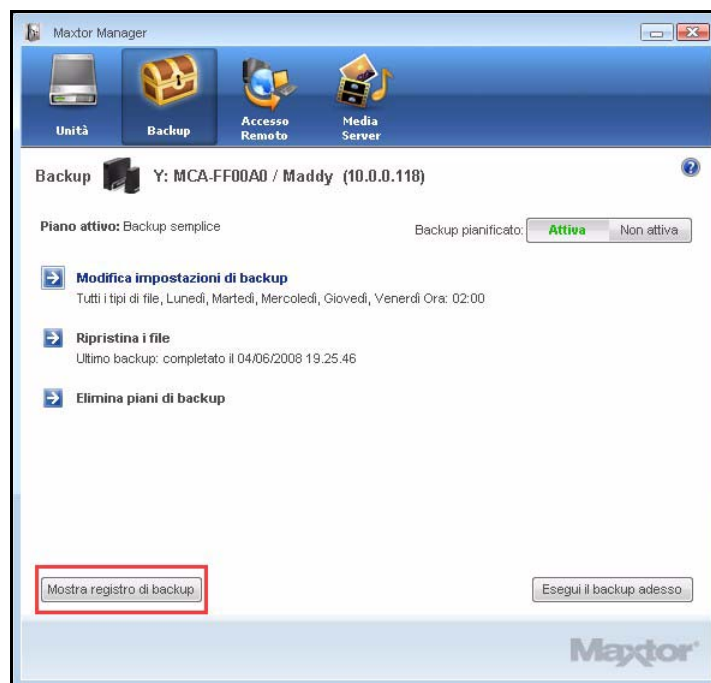 Maxtor Manager
Unità
Backup
Accesso
Remoto
Media
Server
Backup
Y: MCA-FF00A0 / Maddy (10.0.0.118)
Piano attivo: Backup semplice
Backup pianificato:
Attiva
Non attiva
Modifica impostazioni di backup
Tutti i tipi di file, Lunedì, Martedì, Mercoledì, Giovedì, Venerdì Ora: 02:00
Ripristina i file
Ultimo backup: completato il 04/06/2008 19.25.46
Elimina piani di backup
Mostra registro di backup
Esegui il backup adesso
Maxtor